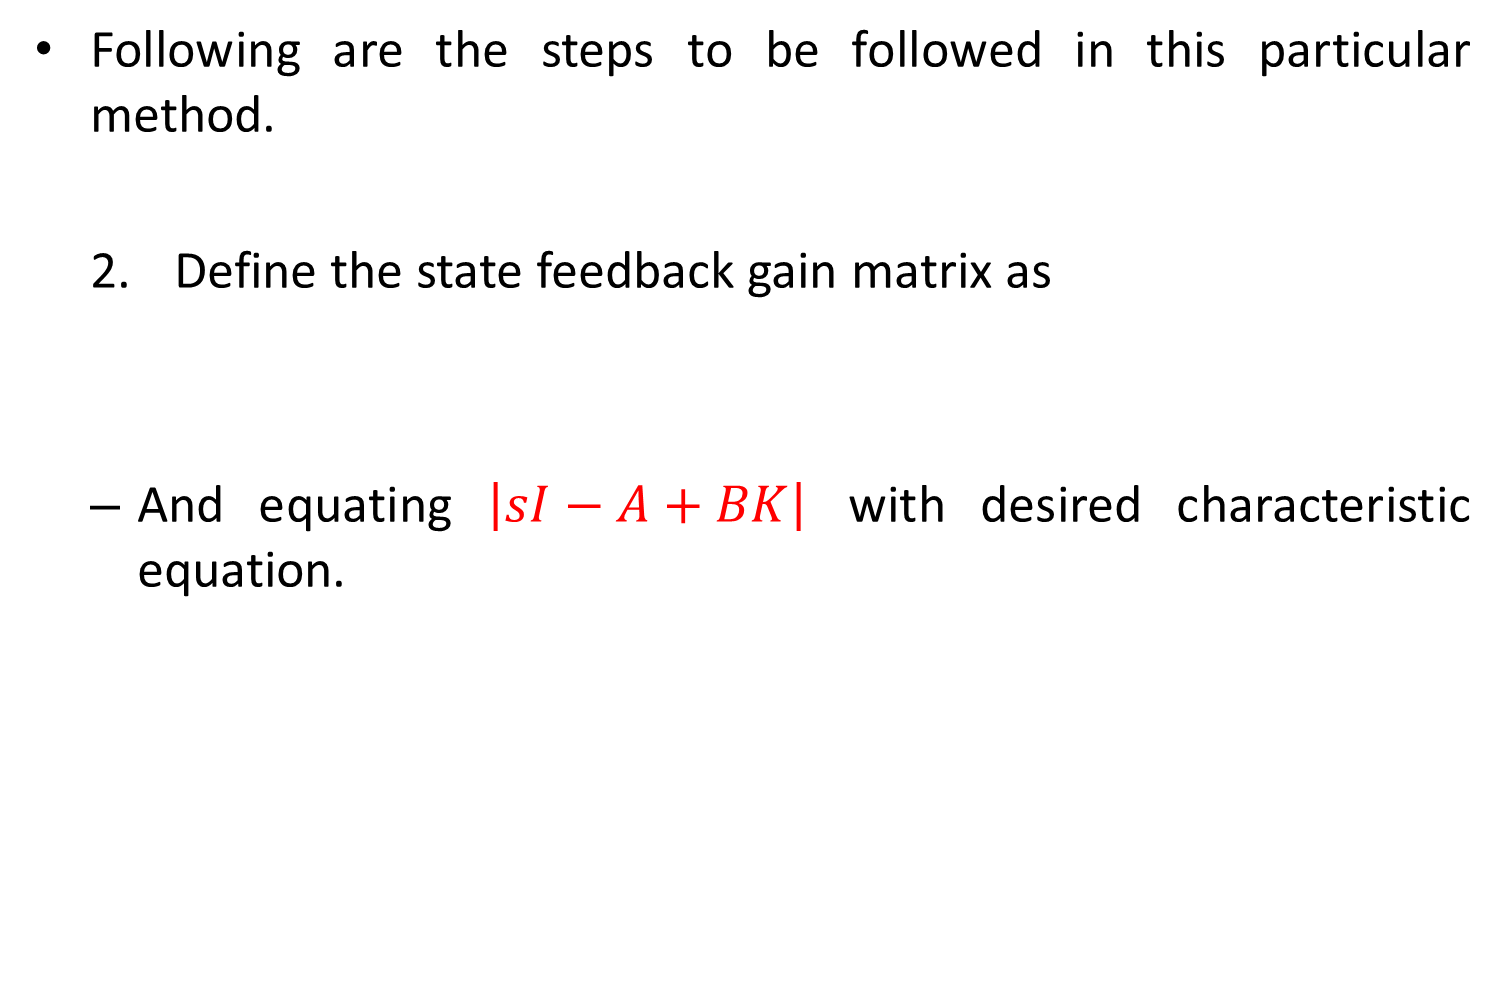 • Following are the steps to be followed in this particular
method.
2. Define the state feedback gain matrix as
– And equating |𝑠𝐼 − 𝐴 + 𝐵𝐾| with desired characteristic
equation.